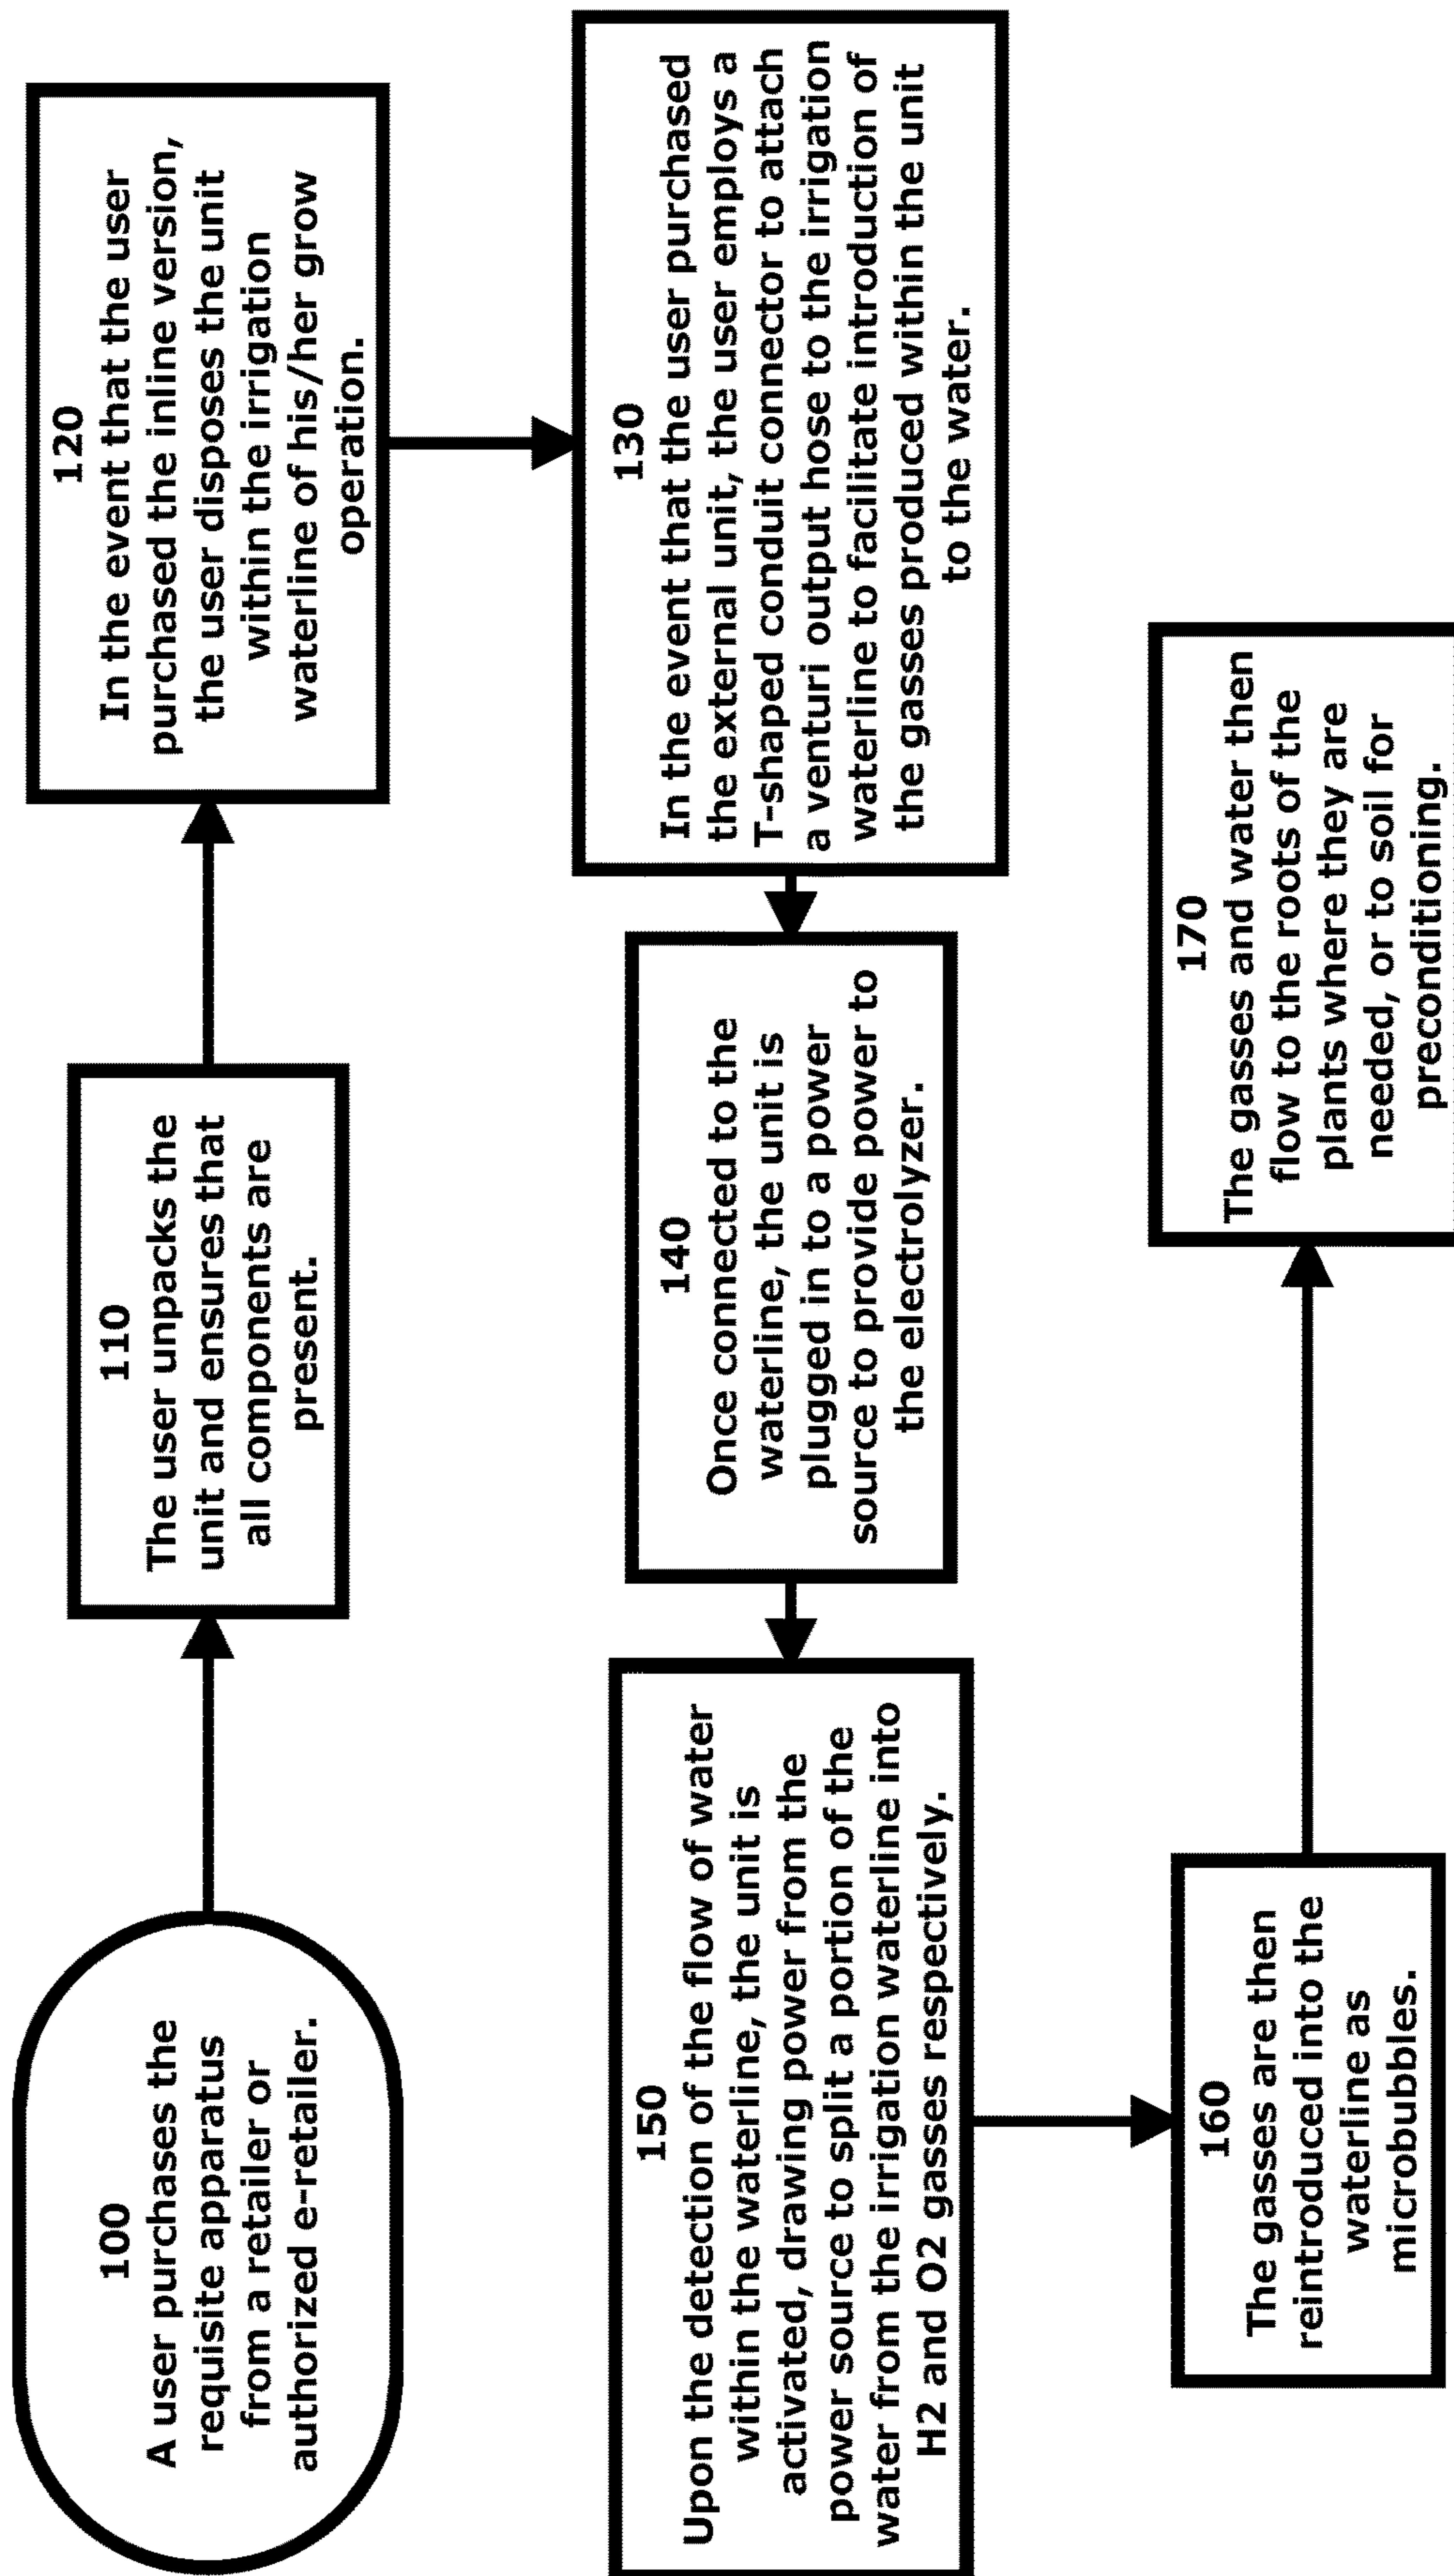 100
A user purchases the
requisite apparatus
from a retailer or
authorized e-retailer.
110
The user unpacks the
unit and ensures that
all components are
present.
120
In the event that the user
purchased the inline version,
the user disposes the unit
within the irrigation
waterline of his/her grow
operation.
130
In the event that the user purchased
the external unit, the user employs a
T-shaped conduit connector to attach
a venturi output hose to the irrigation
waterline to facilitate introduction of
the gasses produced within the unit
to the water.
140
Once connected to the
waterline, the unit is
plugged in to a power
source to provide power to
the electrolyzer.
150
Upon the detection of the flow of water
within the waterline, the unit is
activated, drawing power from the
power source to split a portion of the
water from the irrigation waterline into
H2 and O2 gasses respectively.
160
The gasses are then
reintroduced into the
waterline as
microbubbles.
170
The gasses and water then
flow to the roots of the
plants where they are
needed, or to soil for
preconditioning.